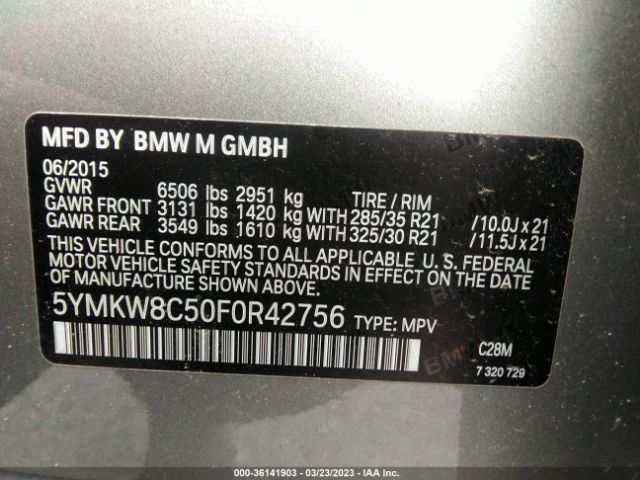 MFD BY BMW M GMBH
06/2015
GVWR 6506 lbs 2951 kg TIRE / RIM
GAWR FRONT 3131 lbs 1420 kg WITH 285/35 R21 /10.0J x 21
GAWR REAR 3549 lbs 1610 kg WITH 325/30 R21 /11.5J x 21
THIS VEHICLE CONFORMS TO ALL APPLICABLE U. S. FEDERAL
MOTOR VEHICLE SAFETY STANDARDS IN EFFECT ON THE DATE
OF MANUFACTURE SHOWN ABOVE.
5YMKW8C50F0R42756 TYPE: MPV
C28M
7 320 729
000-36141903 - 03/23/2023 - IAA Inc.